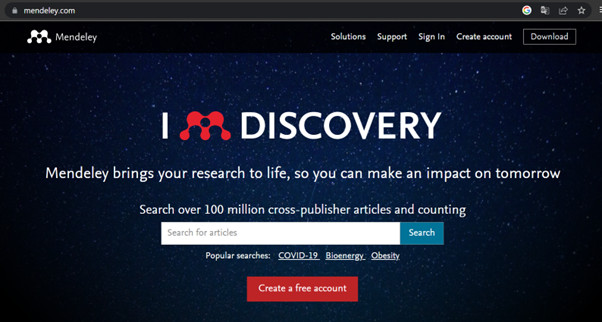 mendeley.com
Mendeley Solutions Support Sign In Create account Download
I DISCOVERY
Mendeley brings your research to life, so you can make an impact on tomorrow
Search over 100 million cross-publisher articles and counting
Search for articles Search
Popular searches: COVID-19 Bioenergy Obesity
Create a free account